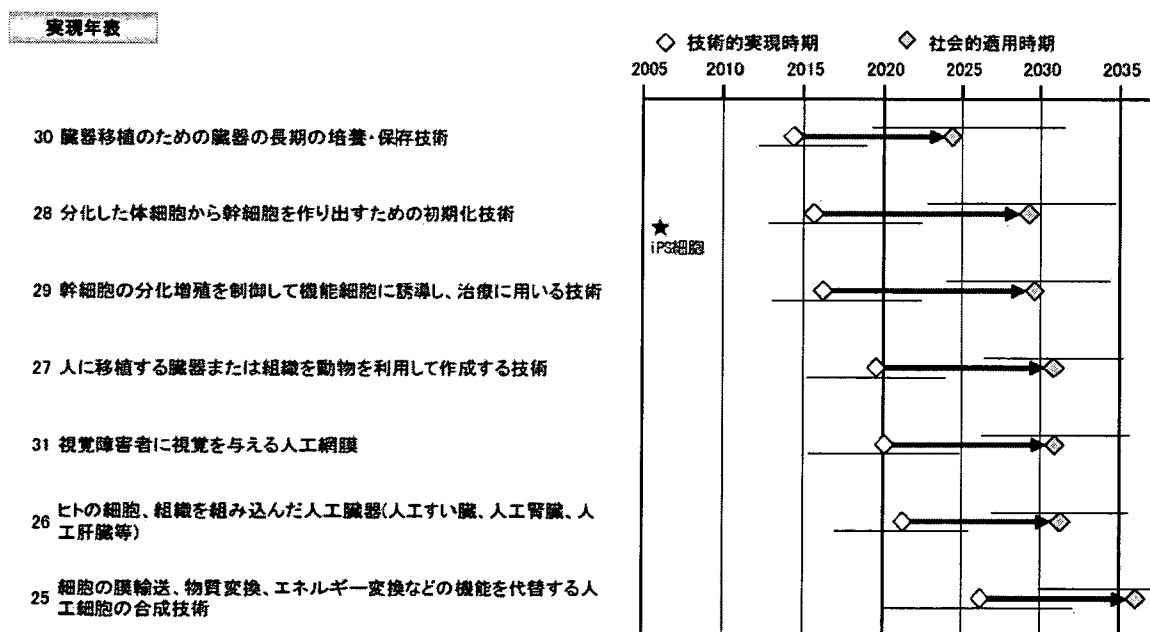 実現年表
◇ 技術的実現時期 ◇ 社会的適用時期
2005 2010 2015 2020 2025 2030 2035
30 臓器移植のための臓器の長期の培養・保存技術
28 分化した体細胞から幹細胞を作り出すための初期化技術
★
iPS細胞
29 幹細胞の分化増殖を制御して機能細胞に誘導し、治療に用いる技術
27 人に移植する臓器または組織を動物を利用して作成する技術
31 視覚障害者に視覚を与える人工網膜
26 ヒトの細胞、組織を組み込んだ人工臓器(人工すい臓、人工腎臓、人
工肝臓等)
25 細胞の膜輸送、物質変換、エネルギー変換などの機能を代替する人
工細胞の合成技術